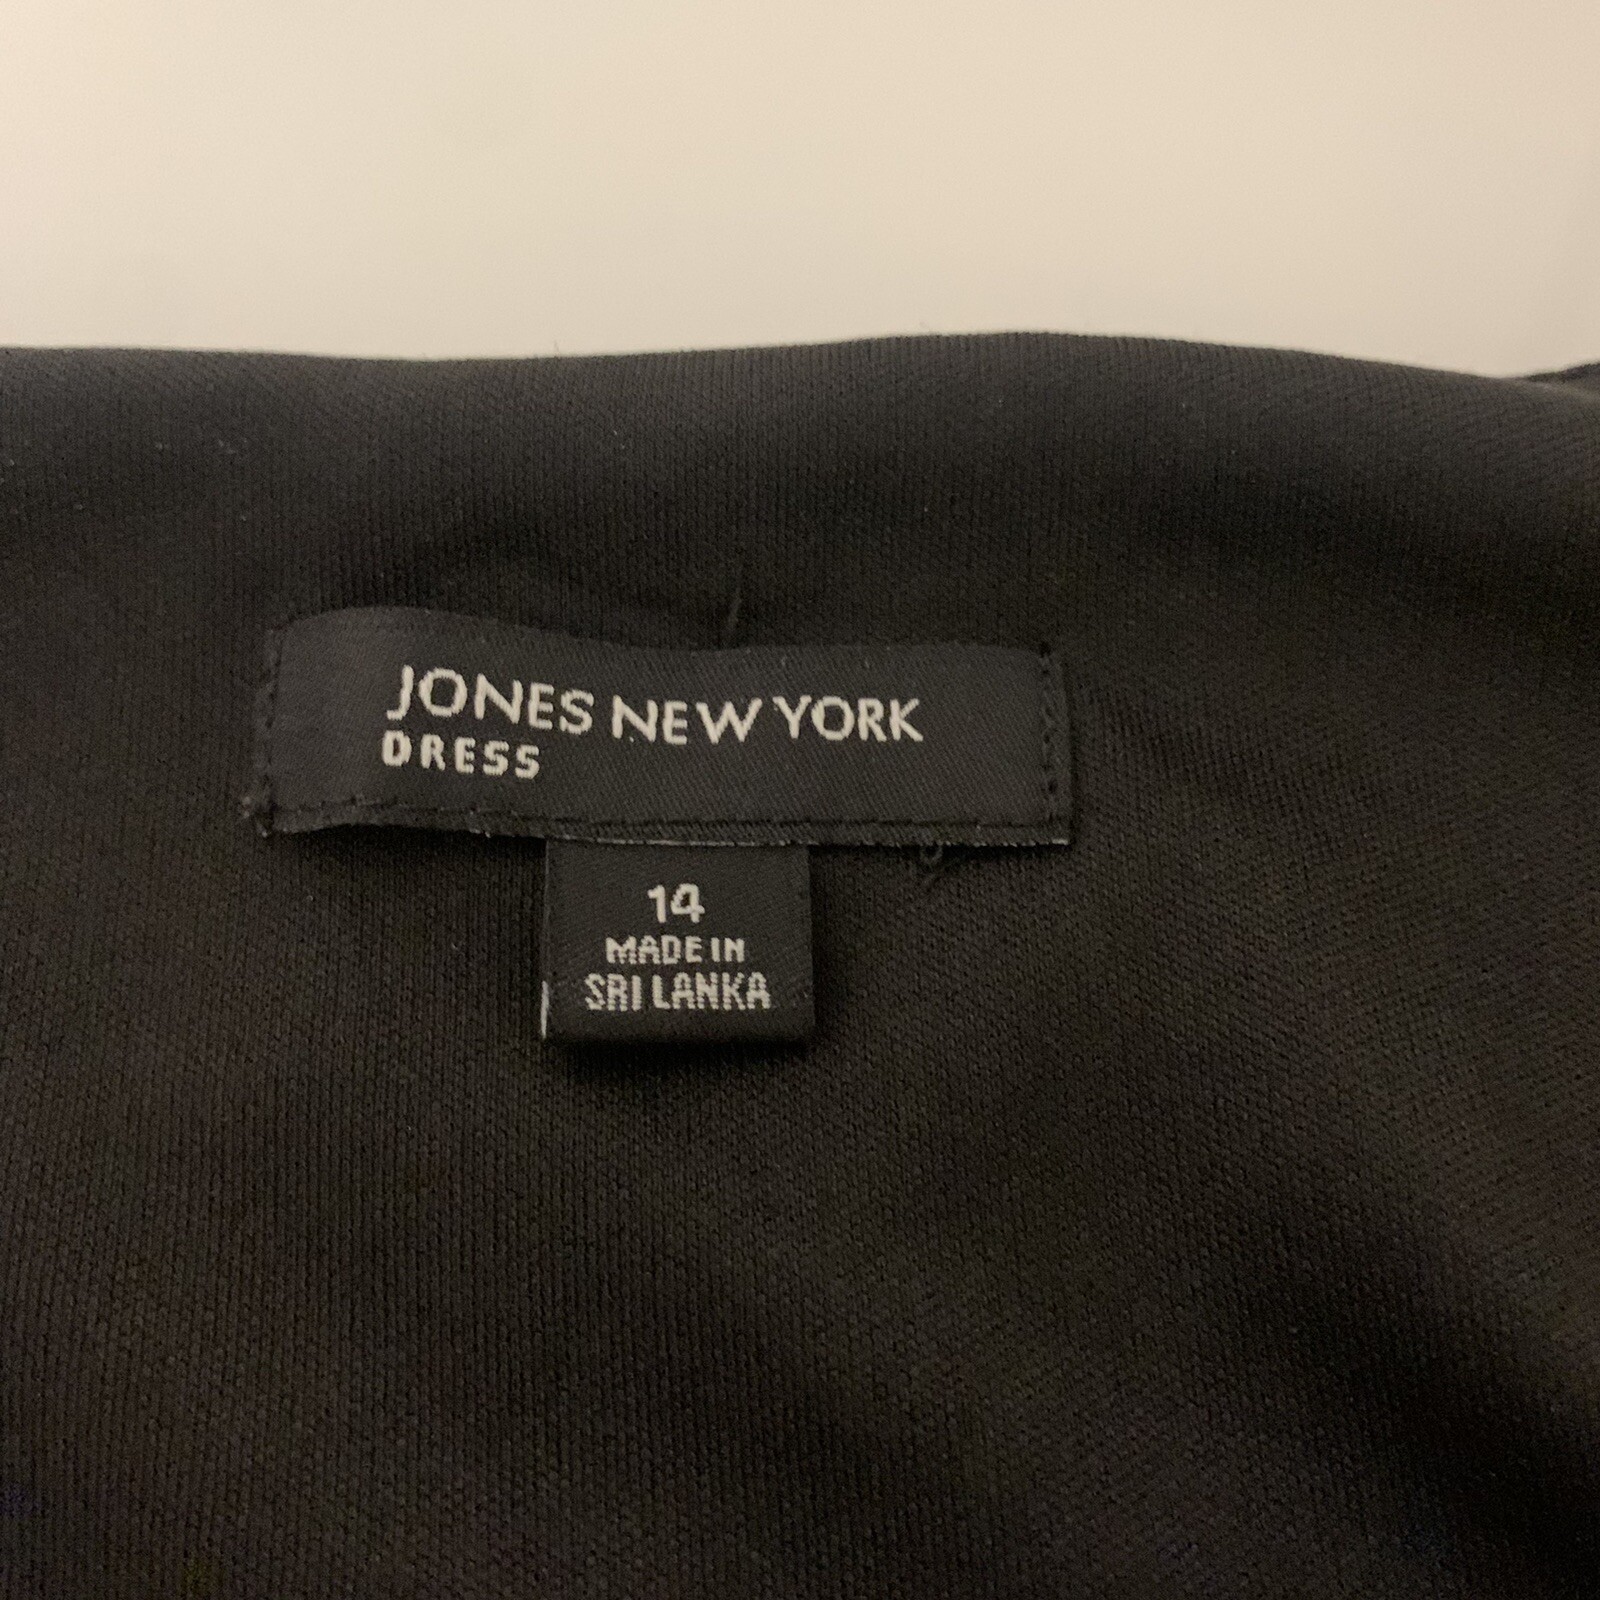 JONES NEW YORK
DRESS
14
MADE IN
SRI LANKA